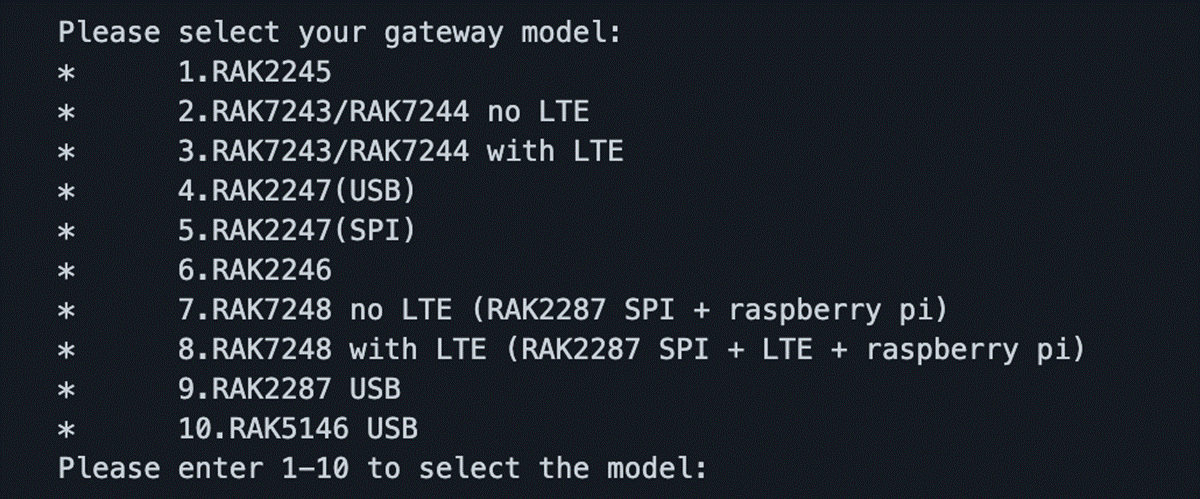 Please select your gateway model:
* 1.RAK2245
* 2.RAK7243/RAK7244 no LTE
* 3.RAK7243/RAK7244 with LTE
* 4.RAK2247(USB)
* 5.RAK2247(SPI)
* 6.RAK2246
* 7.RAK7248 no LTE (RAK2287 SPI + raspberry pi)
* 8.RAK7248 with LTE (RAK2287 SPI + LTE + raspberry pi)
* 9.RAK2287 USB
* 10.RAK5146 USB
Please enter 1-10 to select the model: